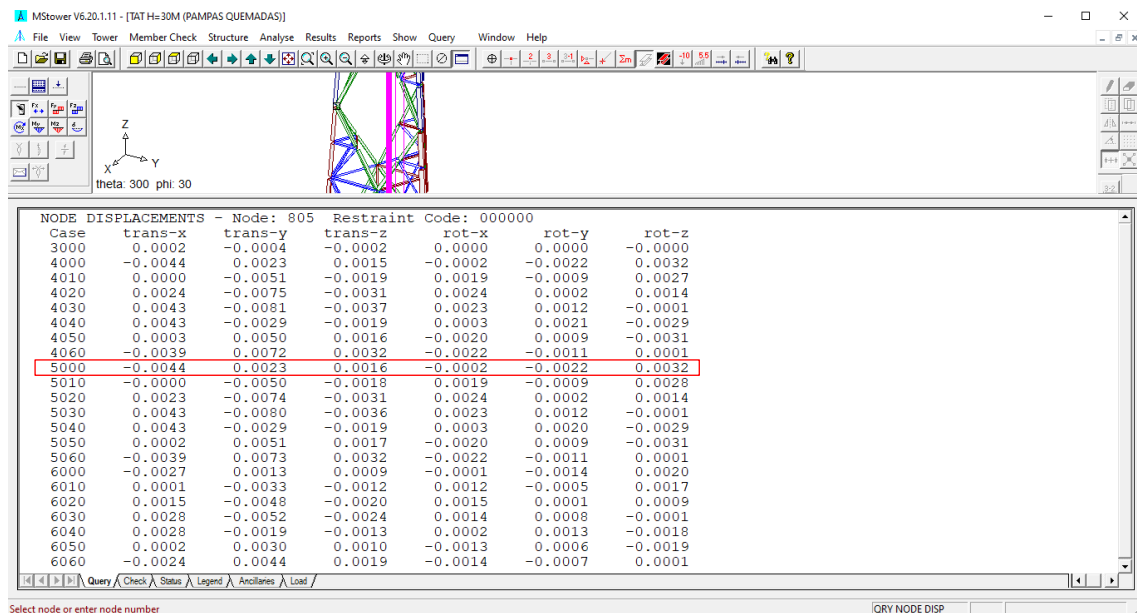 MStower V6.20.1.11 - [TAT H=30M (PAMPAS QUEMADAS)]
File View Tower Member Check Structure Analyse Results Reports Show Query Window Help
Z
Y
X
theta: 300 phi: 30
NODE DISPLACEMENTS - Node: 805 Restraint Code: 000000
Case trans-x trans-y trans-z rot-x rot-y rot-z
3000 0.0002 -0.0004 -0.0002 0.0000 0.0000 -0.0000
4000 -0.0044 0.0023 0.0015 -0.0002 -0.0022 0.0032
4010 0.0000 -0.0051 -0.0019 0.0019 -0.0009 0.0027
4020 0.0024 -0.0075 -0.0031 0.0024 0.0002 0.0014
4030 0.0043 -0.0081 -0.0037 0.0023 0.0012 -0.0001
4040 0.0043 -0.0029 -0.0019 0.0003 0.0021 -0.0029
4050 0.0003 0.0050 0.0016 -0.0020 0.0009 -0.0031
4060 -0.0039 0.0072 0.0032 -0.0022 -0.0011 0.0001
5000 -0.0044 0.0023 0.0016 -0.0002 -0.0022 0.0032
5010 -0.0000 -0.0050 -0.0018 0.0019 -0.0009 0.0028
5020 0.0023 -0.0074 -0.0031 0.0024 0.0002 0.0014
5030 0.0043 -0.0080 -0.0036 0.0023 0.0012 -0.0001
5040 0.0043 -0.0029 -0.0019 0.0003 0.0020 -0.0029
5050 0.0002 0.0051 0.0017 -0.0020 0.0009 -0.0031
5060 -0.0039 0.0073 0.0032 -0.0022 -0.0011 0.0001
6000 -0.0027 0.0013 0.0009 -0.0001 -0.0014 0.0020
6010 0.0001 -0.0033 -0.0012 0.0012 -0.0005 0.0017
6020 0.0015 -0.0048 -0.0020 0.0015 0.0001 0.0009
6030 0.0028 -0.0052 -0.0024 0.0014 0.0008 -0.0001
6040 0.0028 -0.0019 -0.0013 0.0002 0.0013 -0.0018
6050 0.0002 0.0030 0.0010 -0.0013 0.0006 -0.0019
6060 -0.0024 0.0044 0.0019 -0.0014 -0.0007 0.0001
Query Check Status Legend Ancillaries Load
Select node or enter node number QRY NODE DISP